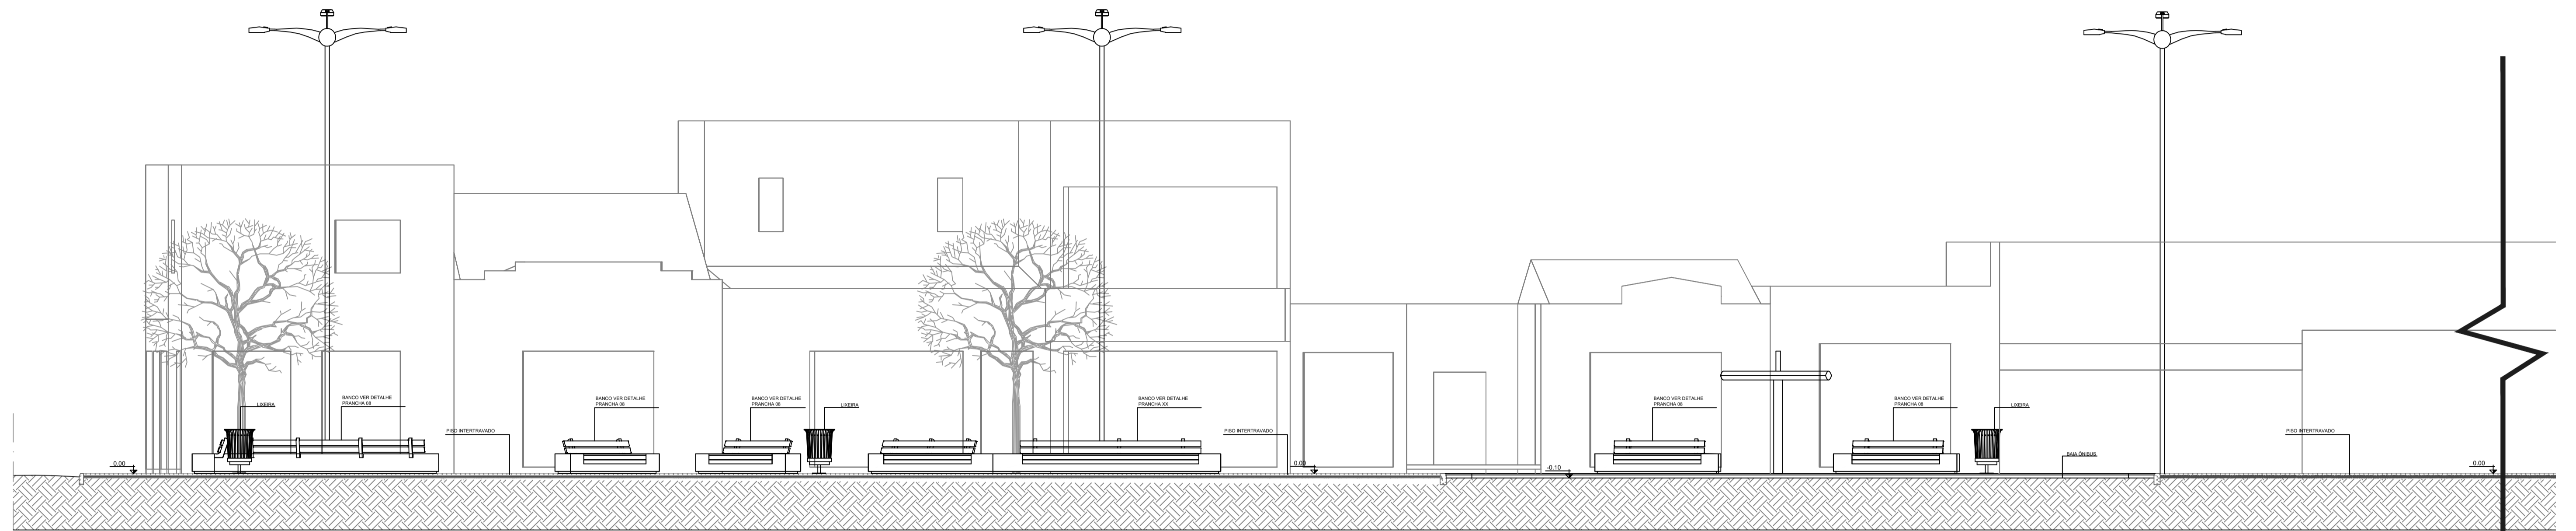 LIXEIRA
BANCO VER DETALHE
PRANCHA 08
PISO INTERTRAVADO
BANCO VER DETALHE
PRANCHA 08
BANCO VER DETALHE
PRANCHA 08
LIXEIRA
BANCO VER DETALHE
PRANCHA XX
PISO INTERTRAVADO
BANCO VER DETALHE
PRANCHA 08
BANCO VER DETALHE
PRANCHA 08
LIXEIRA
PISO INTERTRAVADO
BAIA ÔNIBUS
0.00
0.00
-0.10
0.00